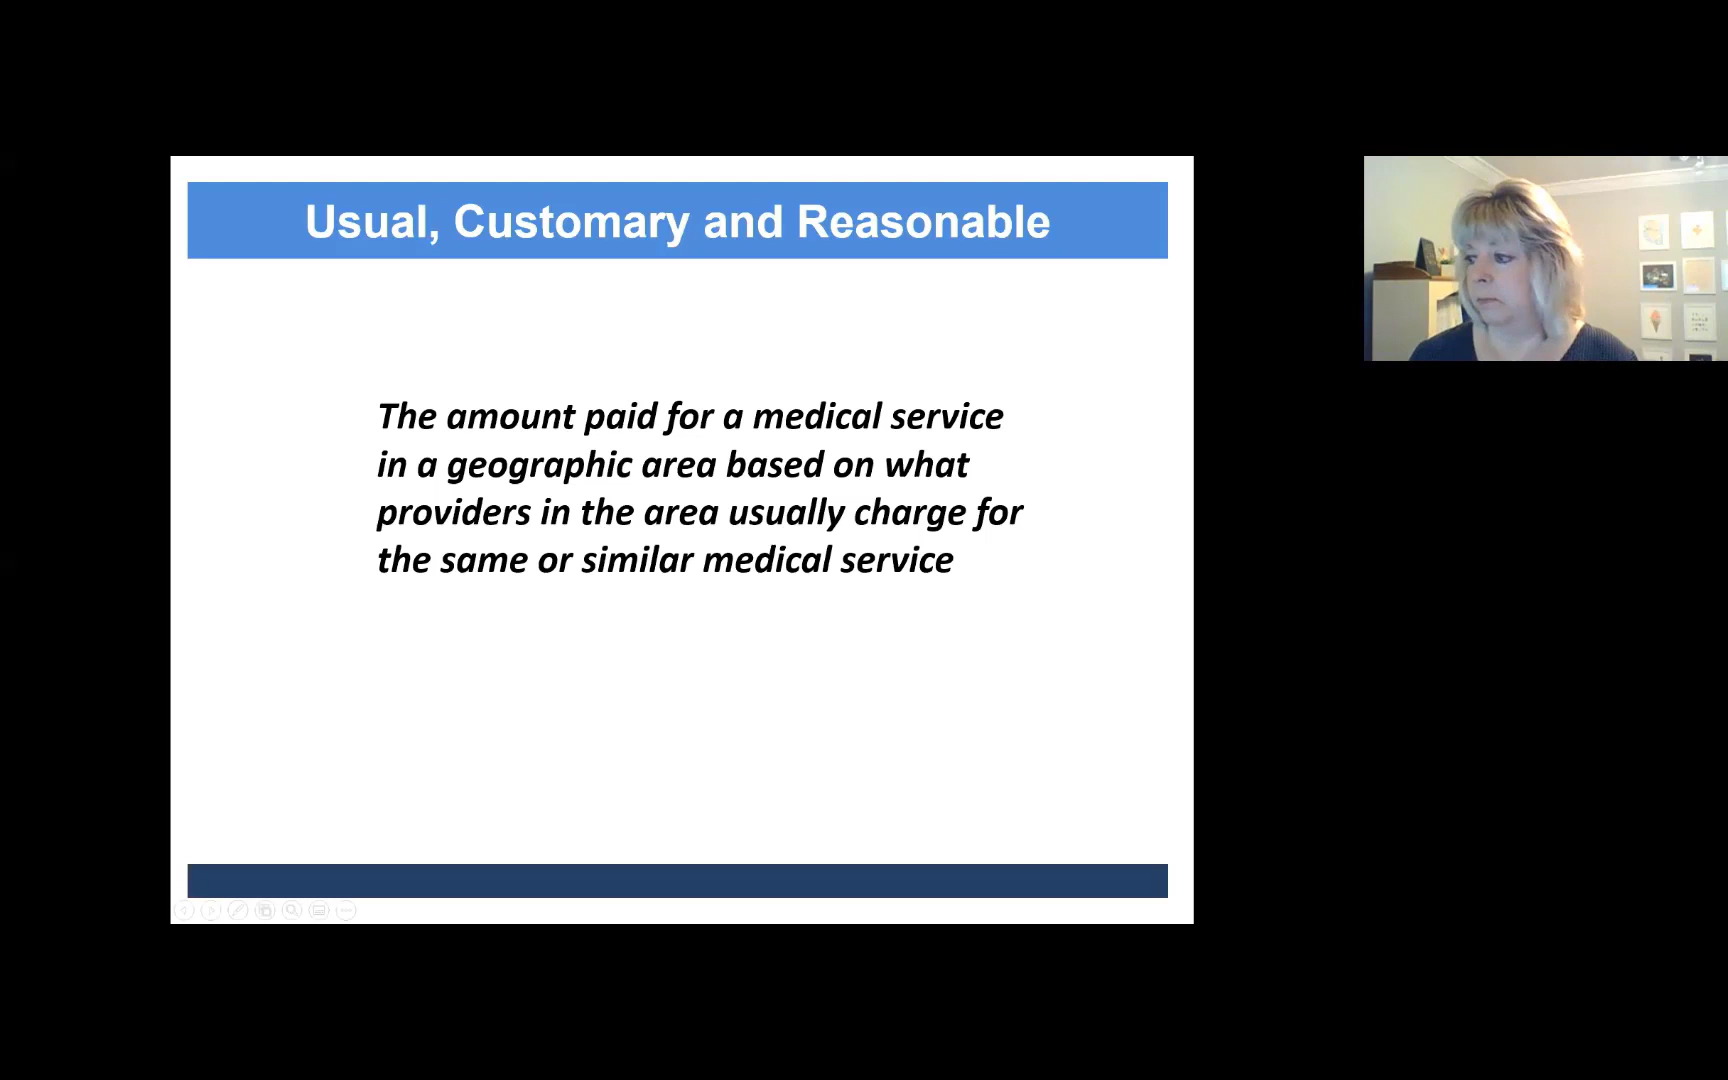 Usual, Customary and Reasonable
The amount paid for a medical service
in a geographic area based on what
providers in the area usually charge for
the same or similar medical service